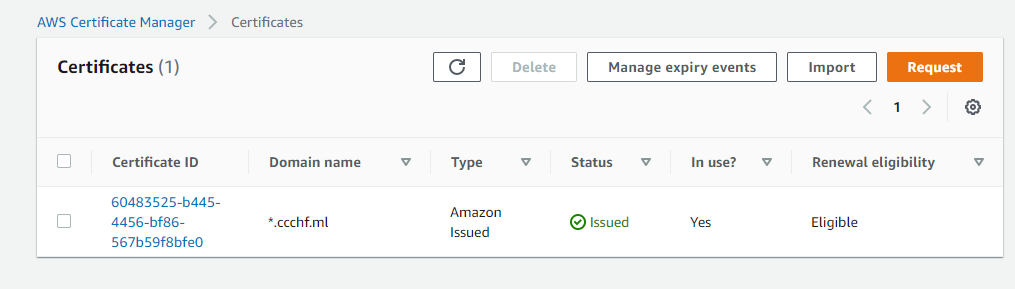 AWS Certificate Manager > Certificates
Certificates (1)
Delete
Manage expiry events
Import
Request
1
Certificate ID
Domain name
Type
Status
In use?
Renewal eligibility
60483525-b445-
4456-bf86-
567b59f8bfe0
*.ccchf.ml
Amazon
Issued
Issued
Yes
Eligible